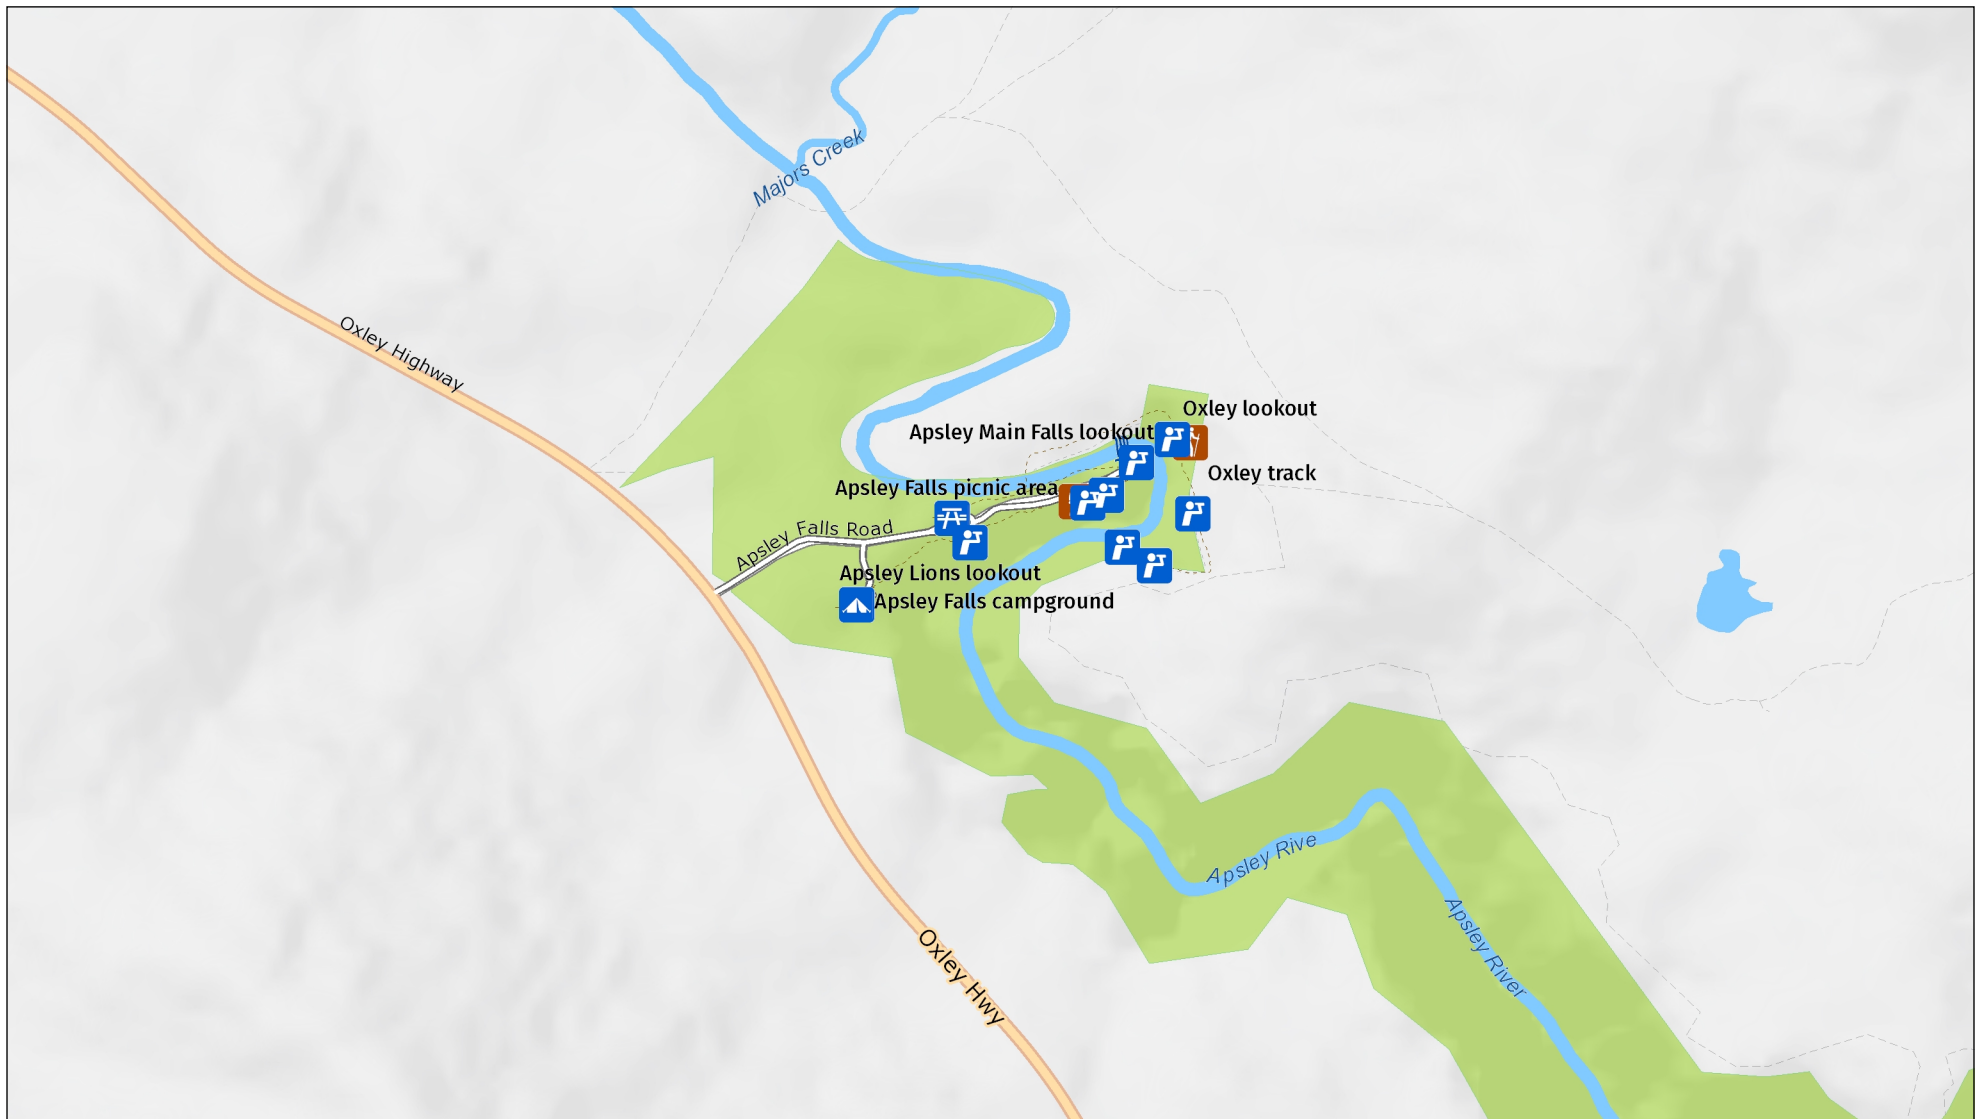 Majors Creek
Oxley Highway
Oxley lookout
Apsley Main Falls lookout
Oxley track
Apsley Falls picnic area
Apsley Falls Road
Apsley Lions lookout
Apsley Falls campground
Apsley Rive
Apsley River
Oxley Hwy